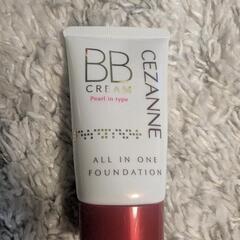 BB
CREAM
Pearl in type
CEZANNE
ALL IN ONE
FOUNDATION